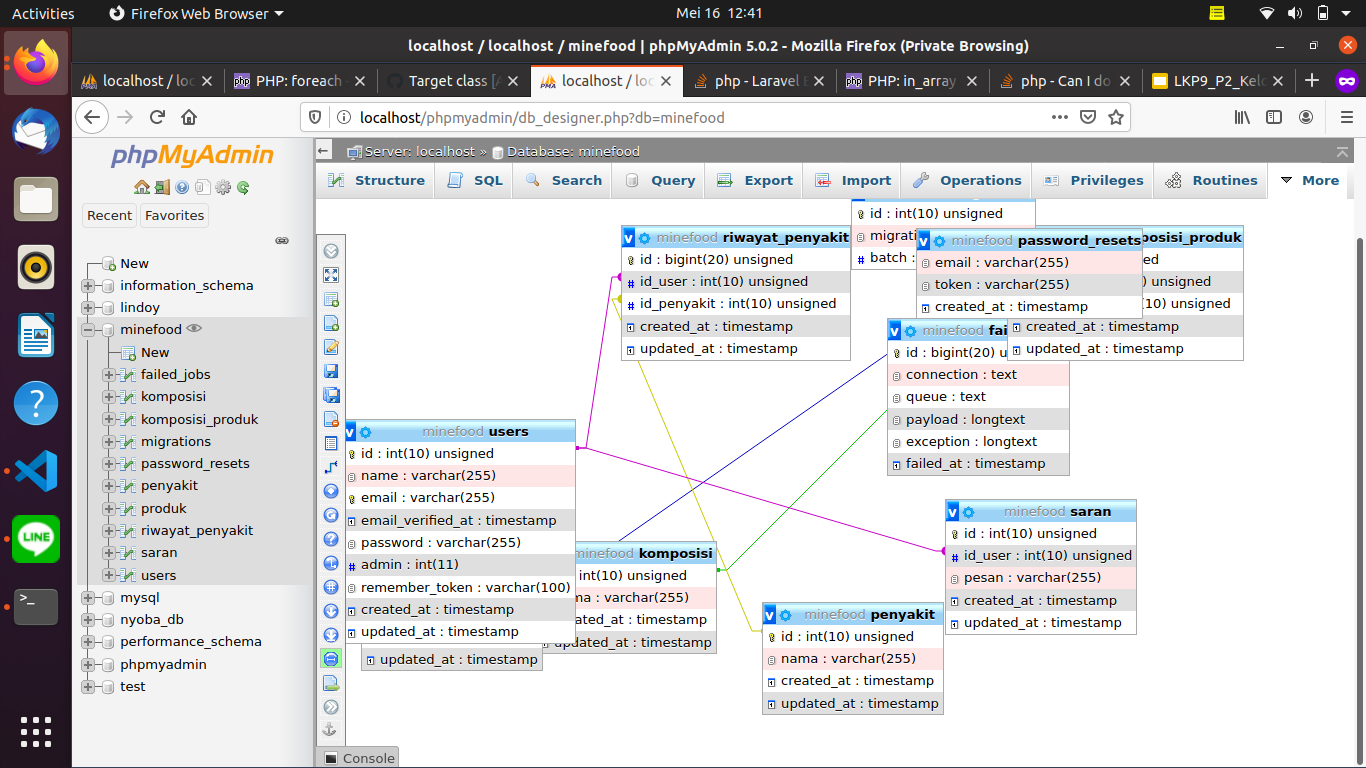 Activities
Firefox Web Browser
Mei 16 12:41
localhost / localhost / minefood | phpMyAdmin 5.0.2 - Mozilla Firefox (Private Browsing)
localhost / loc
PHP: foreach -
Target class [A
localhost / loc
php - Laravel E
PHP: in_array
php - Can I do
LKP9_P2_Kelo
localhost/phpmyadmin/db_designer.php?db=minefood
phpMyAdmin
Recent
Favorites
New
information_schema
lindoy
minefood
New
failed_jobs
komposisi
komposisi_produk
migrations
password_resets
penyakit
produk
riwayat_penyakit
saran
users
mysql
nyoba_db
performance_schema
phpmyadmin
test
Server: localhost »
Database: minefood
Structure
SQL
Search
Query
Export
Import
Operations
Privileges
Routines
More
minefood riwayat_penyakit
id : bigint(20) unsigned
id_user : int(10) unsigned
id_penyakit : int(10) unsigned
created_at : timestamp
updated_at : timestamp
id : int(10) unsigned
migrati
batch :
minefood password_resets
email : varchar(255)
token : varchar(255)
created_at : timestamp
posisi_produk
ned
) unsigned
(10) unsigned
created_at : timestamp
updated_at : timestamp
minefood fai
id : bigint(20) u
connection : text
queue : text
payload : longtext
exception : longtext
failed_at : timestamp
minefood users
id : int(10) unsigned
name : varchar(255)
email : varchar(255)
email_verified_at : timestamp
password : varchar(255)
admin : int(11)
remember_token : varchar(100)
created_at : timestamp
updated_at : timestamp
updated_at : timestamp
minefood komposisi
int(10) unsigned
ma : varchar(255)
ated_at : timestamp
updated_at : timestamp
minefood penyakit
id : int(10) unsigned
nama : varchar(255)
created_at : timestamp
updated_at : timestamp
minefood saran
id : int(10) unsigned
id_user : int(10) unsigned
pesan : varchar(255)
created_at : timestamp
updated_at : timestamp
Console